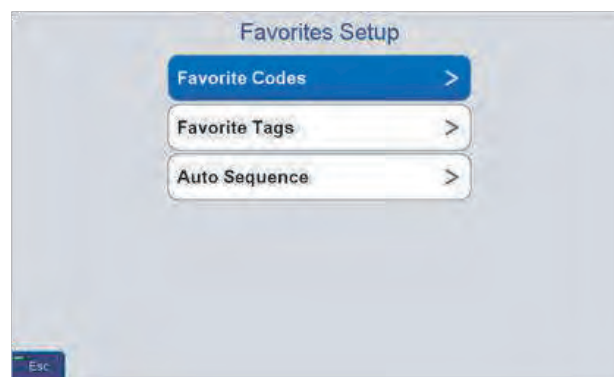 Favorites Setup
Favorite Codes >
Favorite Tags >
Auto Sequence >
Esc